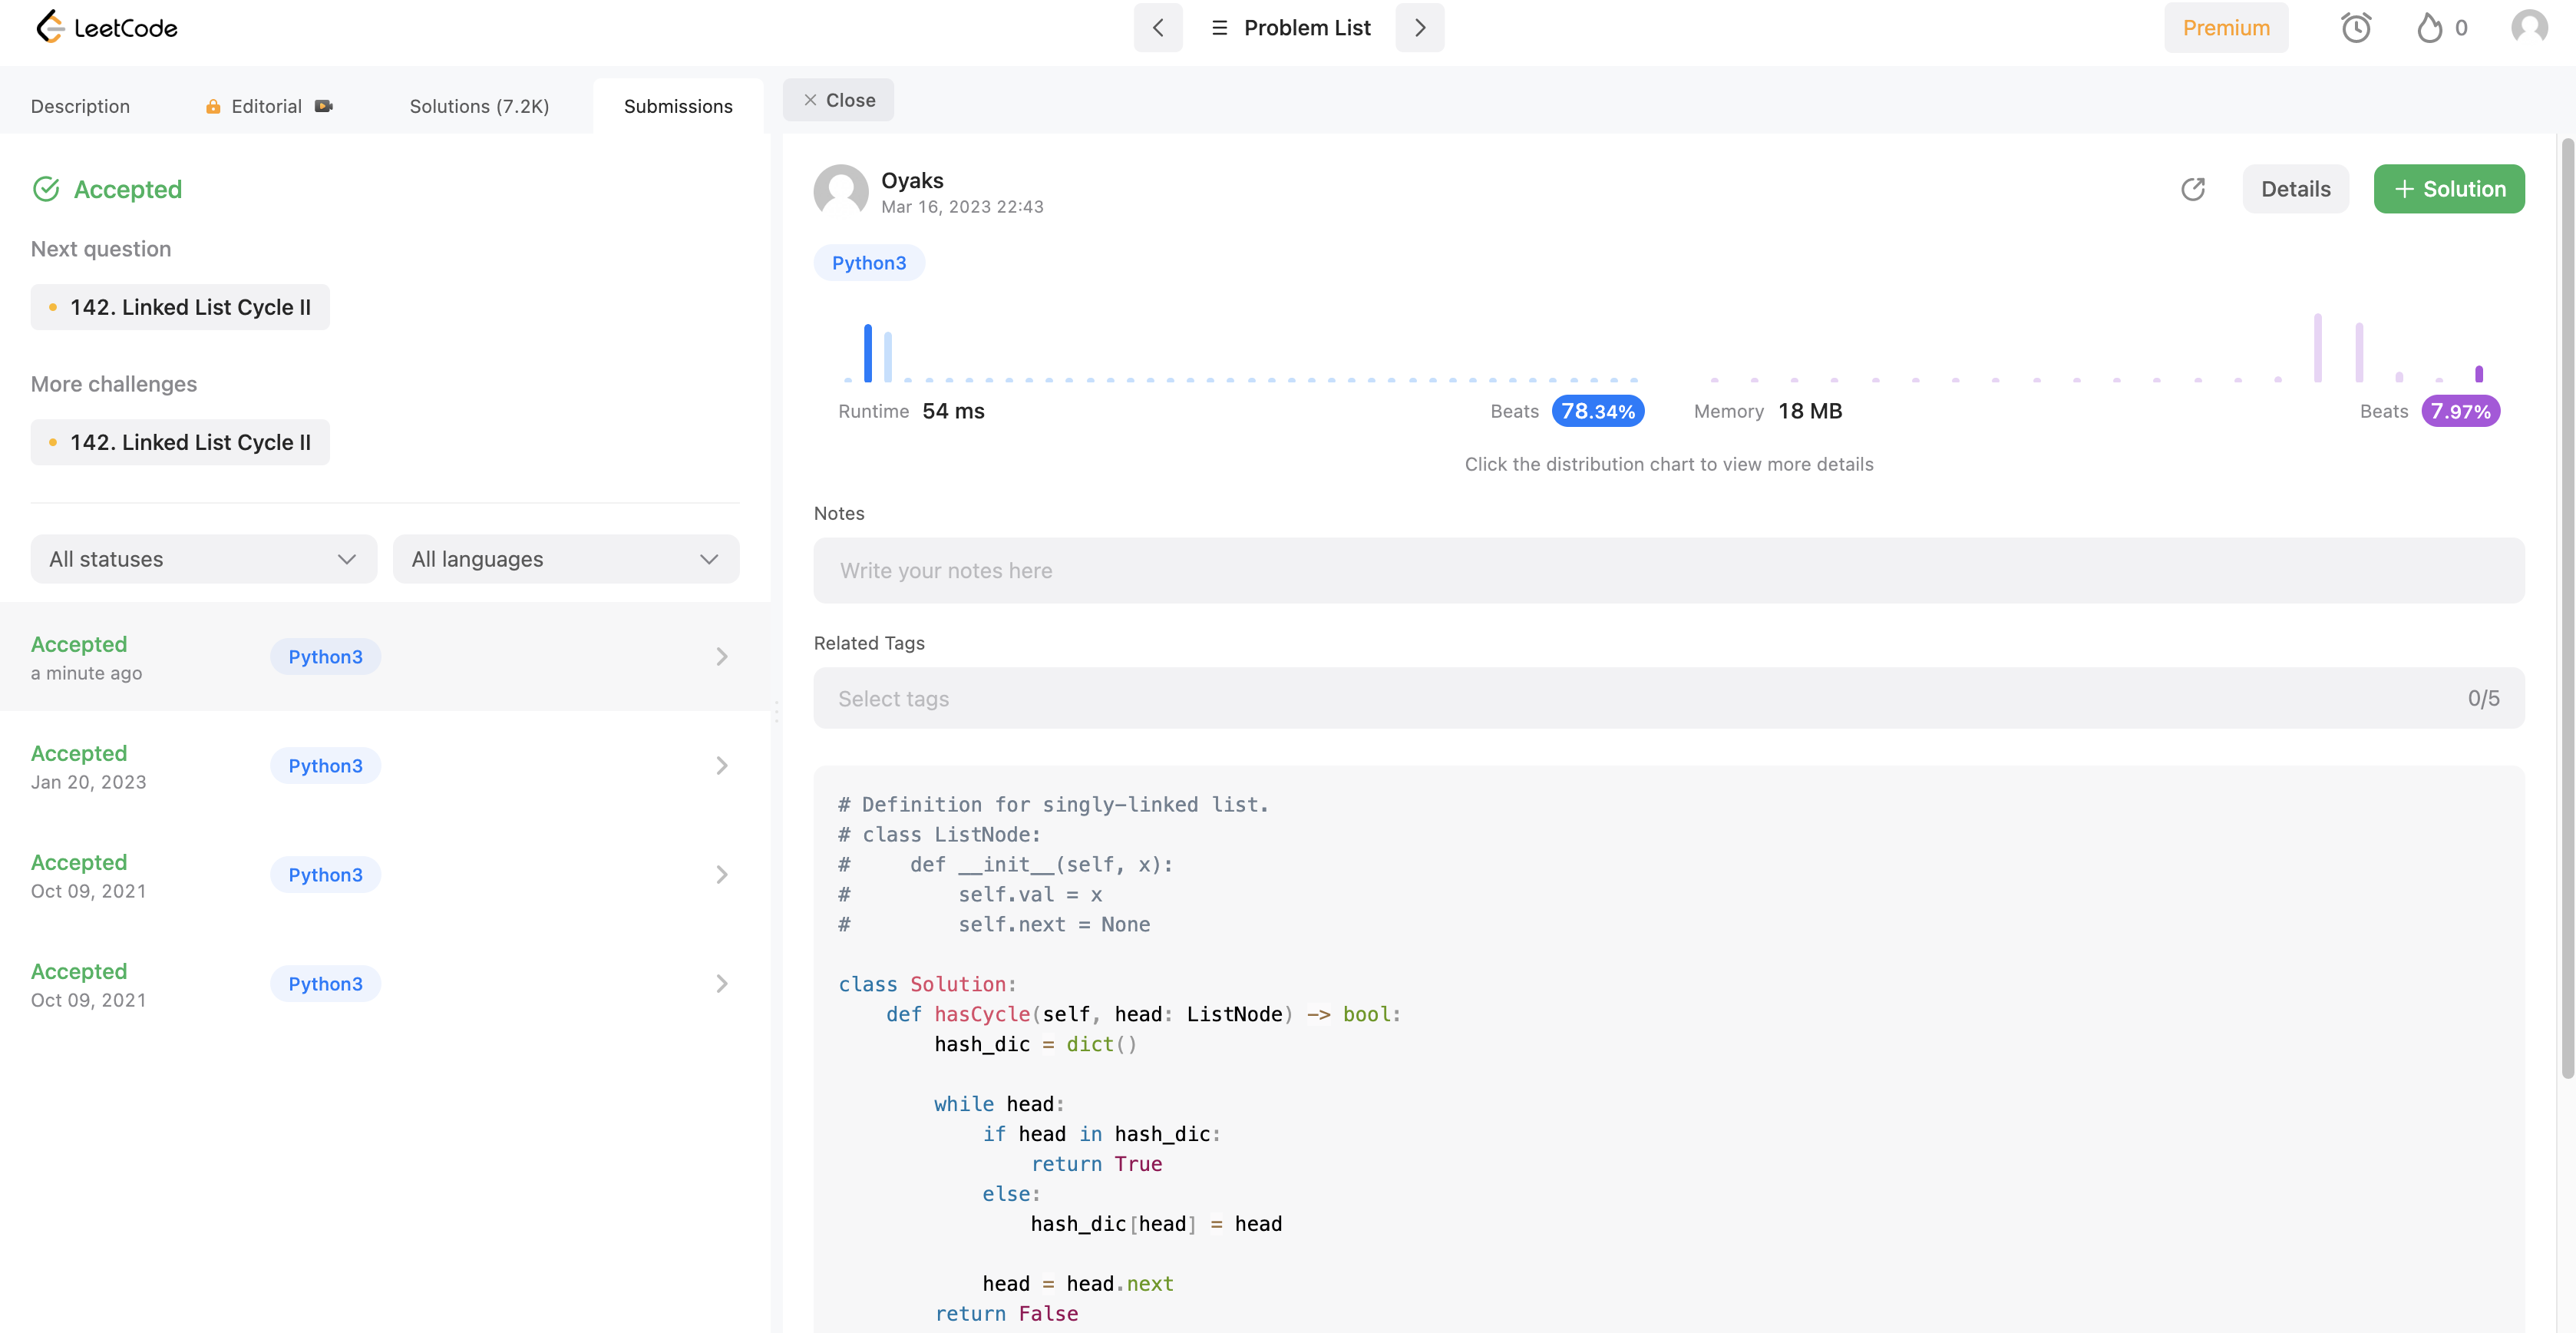 LeetCode
Problem List
Premium
0
Description
Editorial
Solutions (7.2K)
Submissions
Close
Accepted
Next question
142. Linked List Cycle II
More challenges
142. Linked List Cycle II
All statuses
All languages
Accepted
a minute ago
Python3
Accepted
Jan 20, 2023
Python3
Accepted
Oct 09, 2021
Python3
Accepted
Oct 09, 2021
Python3
Oyaks
Mar 16, 2023 22:43
Details
+ Solution
Python3
Runtime 54 ms
Beats 78.34%
Memory 18 MB
Beats 7.97%
Click the distribution chart to view more details
Notes
Write your notes here
Related Tags
Select tags
0/5
# Definition for singly-linked list.
# class ListNode:
#     def __init__(self, x):
#         self.val = x
#         self.next = None
class Solution:
    def hasCycle(self, head: ListNode) -> bool:
        hash_dic = dict()
        while head:
            if head in hash_dic:
                return True
            else:
                hash_dic[head] = head
            head = head.next
        return False